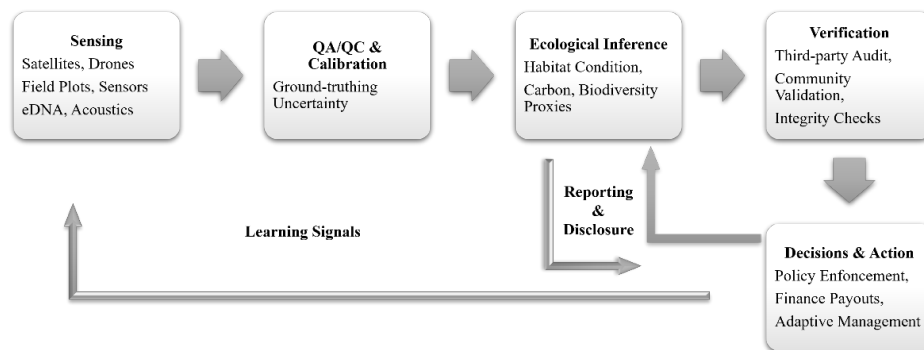 Sensing
Satellites, Drones
Field Plots, Sensors
eDNA, Acoustics
QA/QC &
Calibration
Ground-truthing
Uncertainty
Ecological Inference
Habitat Condition,
Carbon, Biodiversity
Proxies
Verification
Third-party Audit,
Community
Validation,
Integrity Checks
Reporting
&
Disclosure
Learning Signals
Decisions & Action
Policy Enfoncement,
Finance Payouts,
Adaptive Management